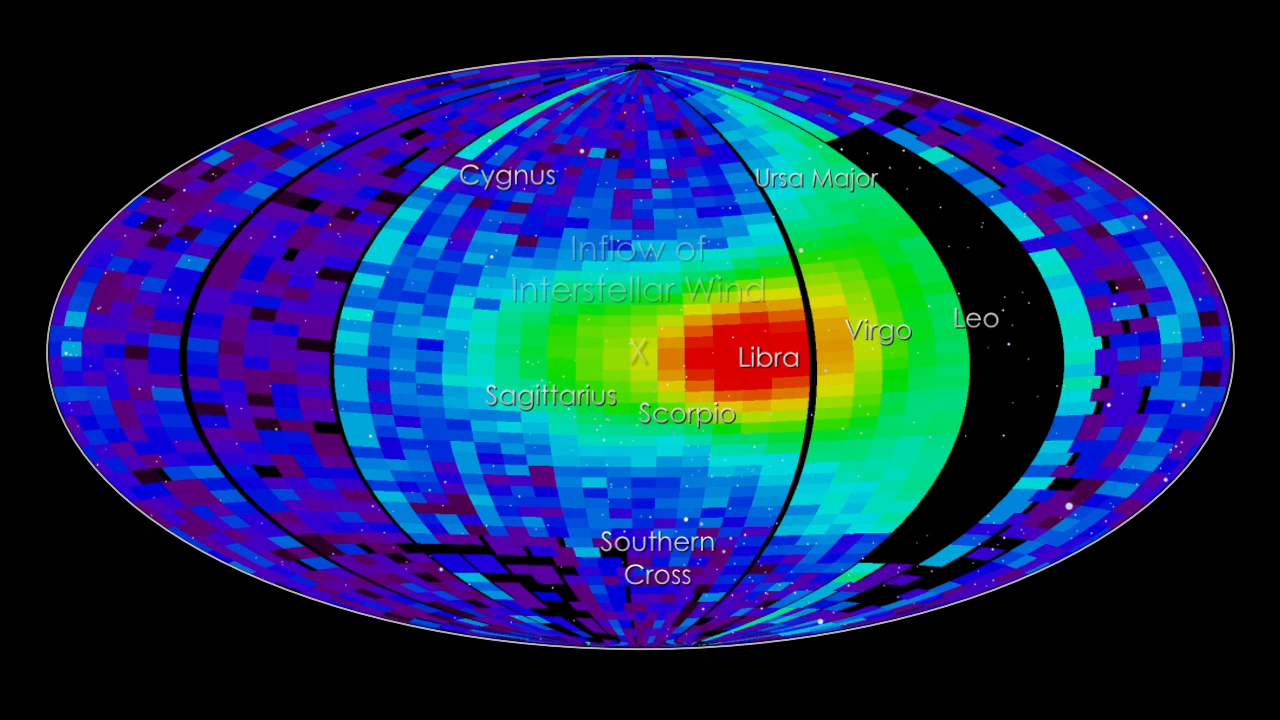 Cygnus
Ursa Major
Inflow of
Interstellar Wind
X
Leo
Virgo
Libra
Sagittarius
Scorpio
Southern
Cross